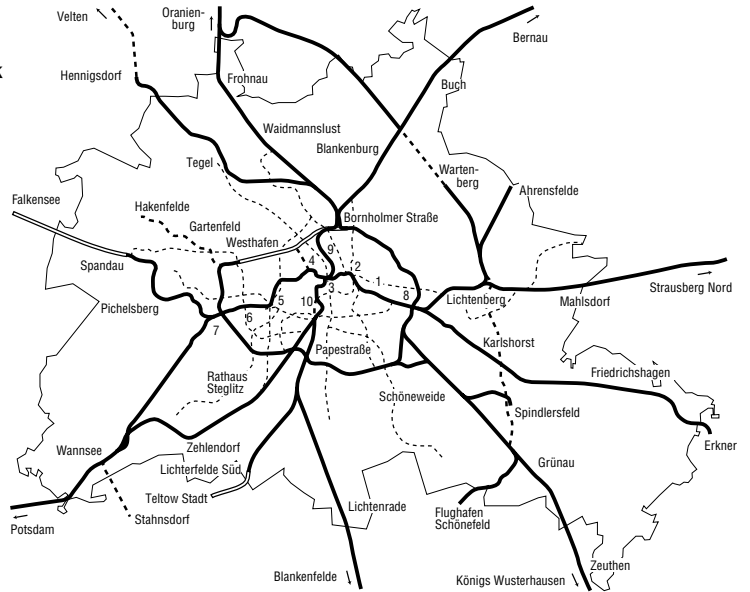 Velten
Oranien-
burg
Bernau
k
Hennigsdorf
Frohnau
Buch
Waidmannslust
Blankenburg
Tegel
Warten-
berg
Ahrensfelde
Falkensee
Hakenfelde
Gartenfeld
Bornholmer Straße
Westhafen
9
Spandau
4
2
1
3
5
10
8
Lichtenberg
Mahlsdorf
Strausberg Nord
Pichelsberg
6
7
Papestraße
Karlshorst
Friedrichshagen
Rathaus
Steglitz
Schöneweide
Spindlersfeld
Wannsee
Zehlendorf
Erkner
Lichterfelde Süd
Grünau
Teltow Stadt
Stahnsdorf
Lichtenrade
Flughafen
Schönefeld
Potsdam
Zeuthen
Blankenfelde
Königs Wusterhausen